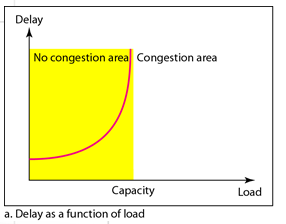 Delay
No congestion area Congestion area
Capacity
Load
a. Delay as a function of load